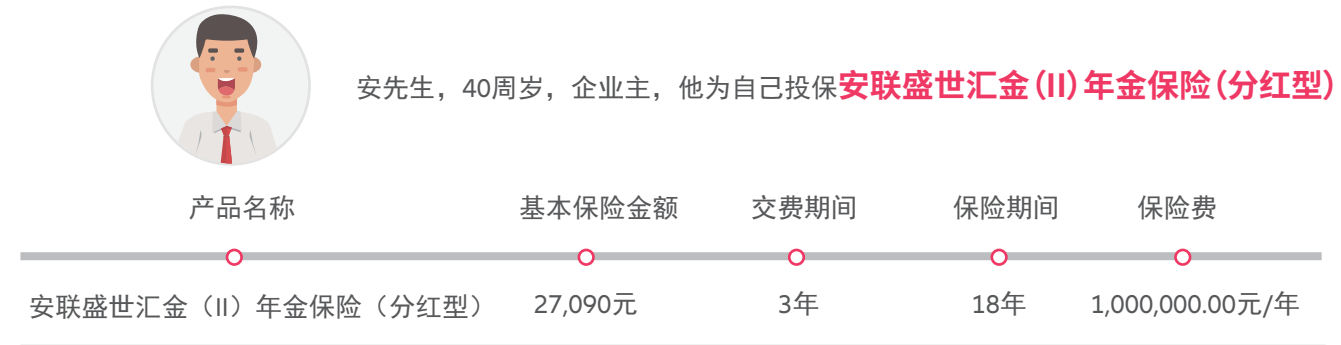 安先生，40周岁，企业主，他为自己投保安联盛世汇金(II)年金保险(分红型)
产品名称 基本保险金额 交费期间 保险期间 保险费
安联盛世汇金（II）年金保险（分红型） 27,090元 3年 18年 1,000,000.00元/年